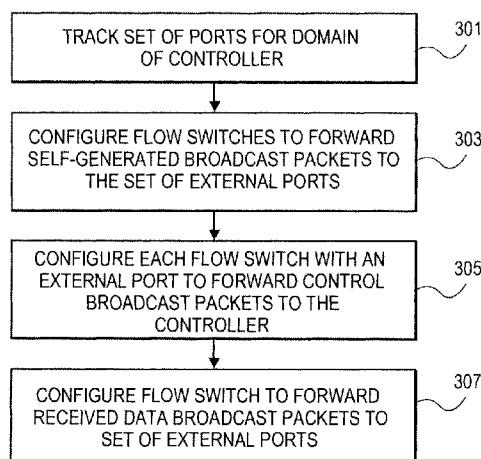 TRACK SET OF PORTS FOR DOMAIN
OF CONTROLLER
301
CONFIGURE FLOW SWITCHES TO FORWARD
SELF-GENERATED BROADCAST PACKETS TO
THE SET OF EXTERNAL PORTS
303
CONFIGURE EACH FLOW SWITCH WITH AN
EXTERNAL PORT TO FORWARD CONTROL
BROADCAST PACKETS TO THE
CONTROLLER
305
CONFIGURE FLOW SWITCH TO FORWARD
RECEIVED DATA BROADCAST PACKETS TO
SET OF EXTERNAL PORTS
307